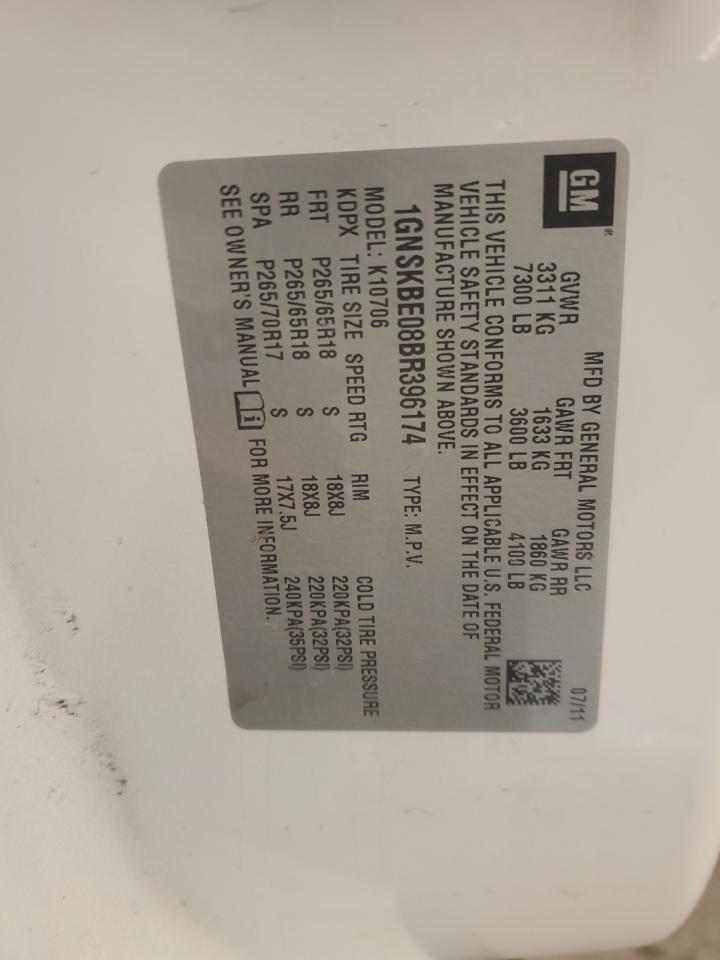 GM
MFD BY GENERAL MOTORS LLC 07/11
GVWR GAWR FRT GAWR RR
3311 KG 1633 KG 1860 KG
7300 LB 3600 LB 4100 LB
THIS VEHICLE CONFORMS TO ALL APPLICABLE U.S. FEDERAL MOTOR
VEHICLE SAFETY STANDARDS IN EFFECT ON THE DATE OF
MANUFACTURE SHOWN ABOVE.
1GNSKBE08BR396174 TYPE: M.P.V.
MODEL: K10706
KDPX TIRE SIZE SPEED RTG RIM COLD TIRE PRESSURE
FRT P265/65R18 S 18X8J 220KPA(32PSI)
RR P265/65R18 S 18X8J 220KPA(32PSI)
SPA P265/70R17 S 17X7.5J 240KPA(35PSI)
SEE OWNER'S MANUAL i FOR MORE INFORMATION.